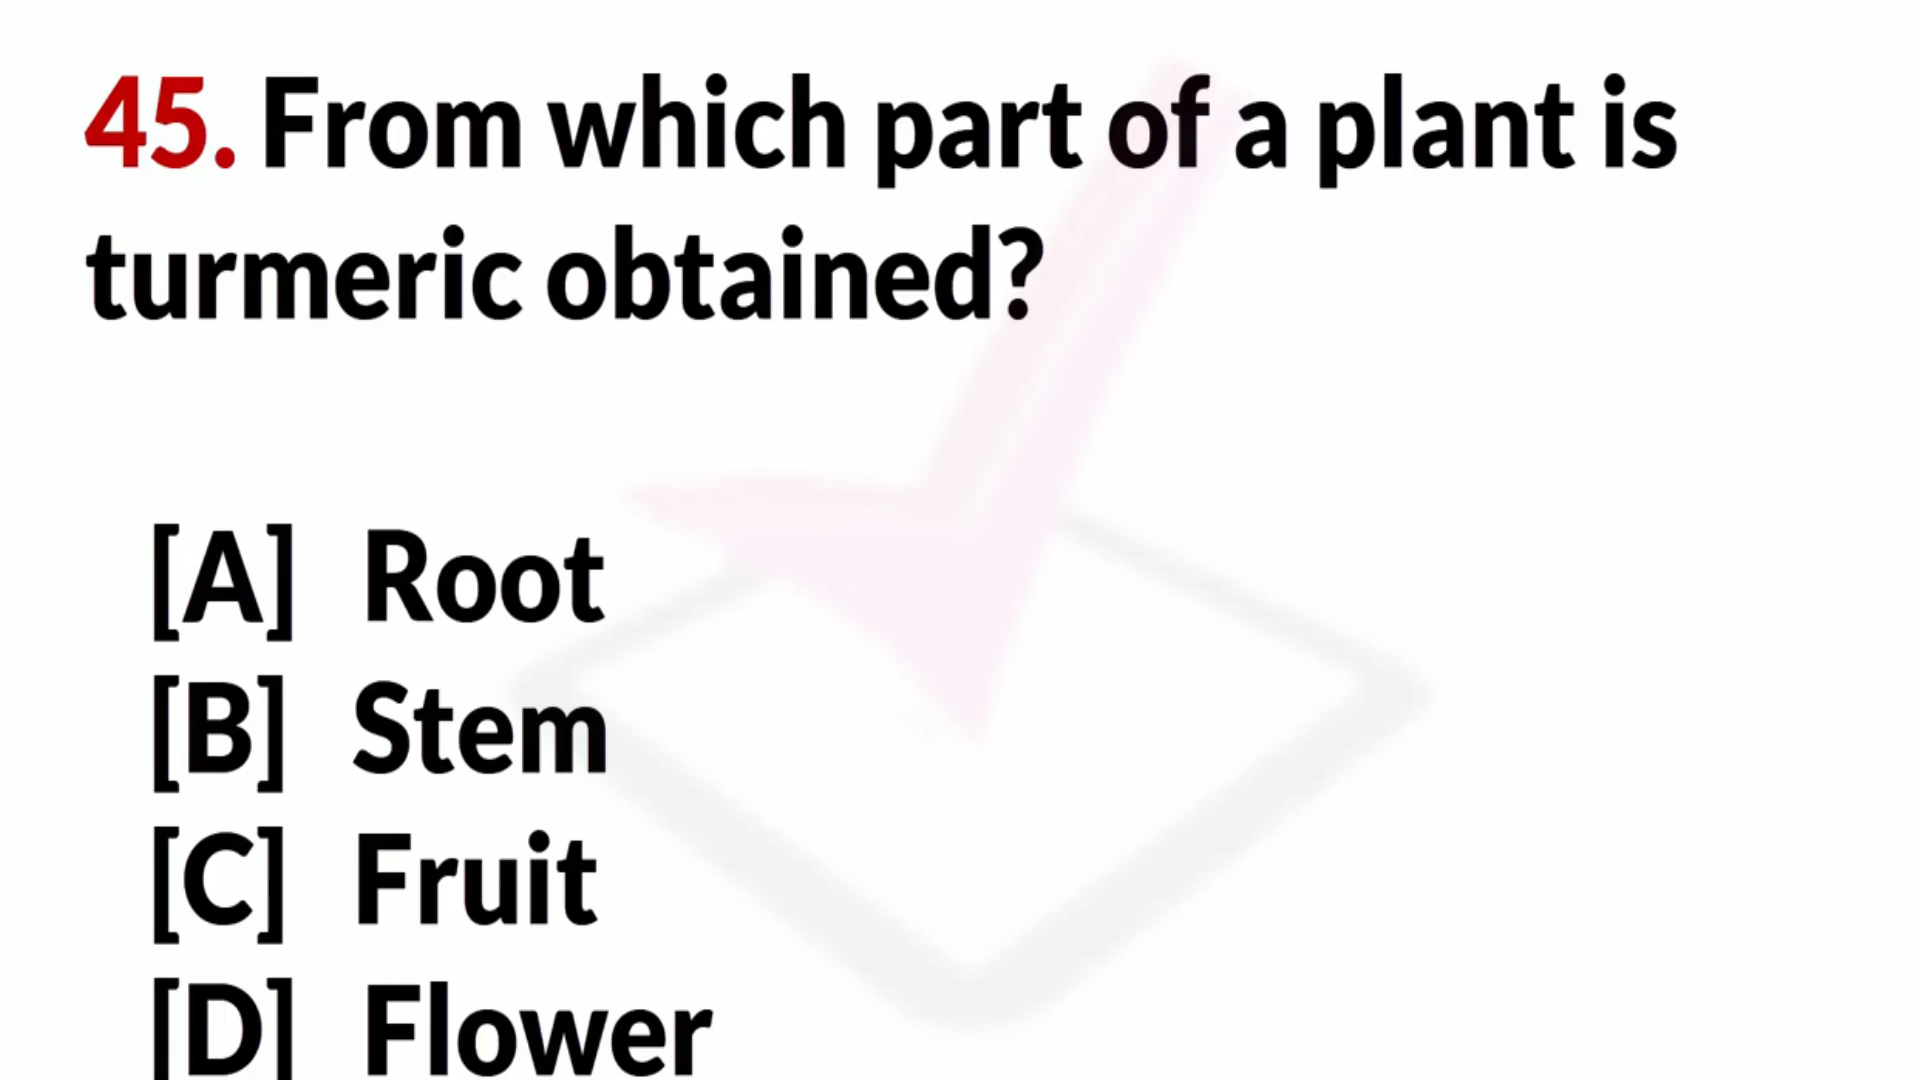 45. From which part of a plant is
turmeric obtained?
[A] Root
[B] Stem
[C] Fruit
[D] Flower